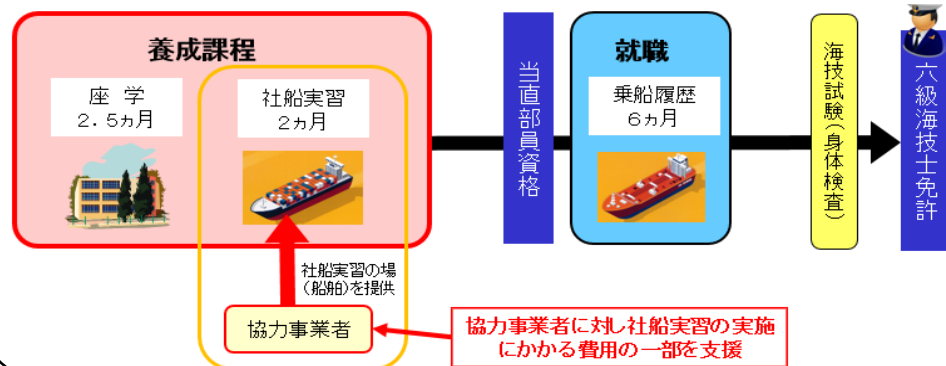 養成課程
座 学
2.5ヵ月
社船実習
2ヵ月
社船実習の場
(船舶)を提供
協力事業者
協力事業者に対し社船実習の実施
にかかる費用の一部を支援
当直部員資格
就職
乗船履歴
6ヵ月
海技試験(身体検査)
六級海技士免許